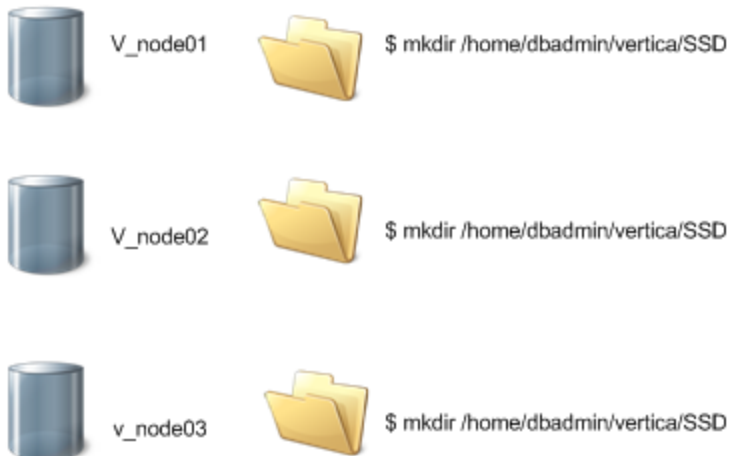 V_node01 $ mkdir /home/dbadmin/vertica/SSD
V_node02 $ mkdir /home/dbadmin/vertica/SSD
v_node03 $ mkdir /home/dbadmin/vertica/SSD